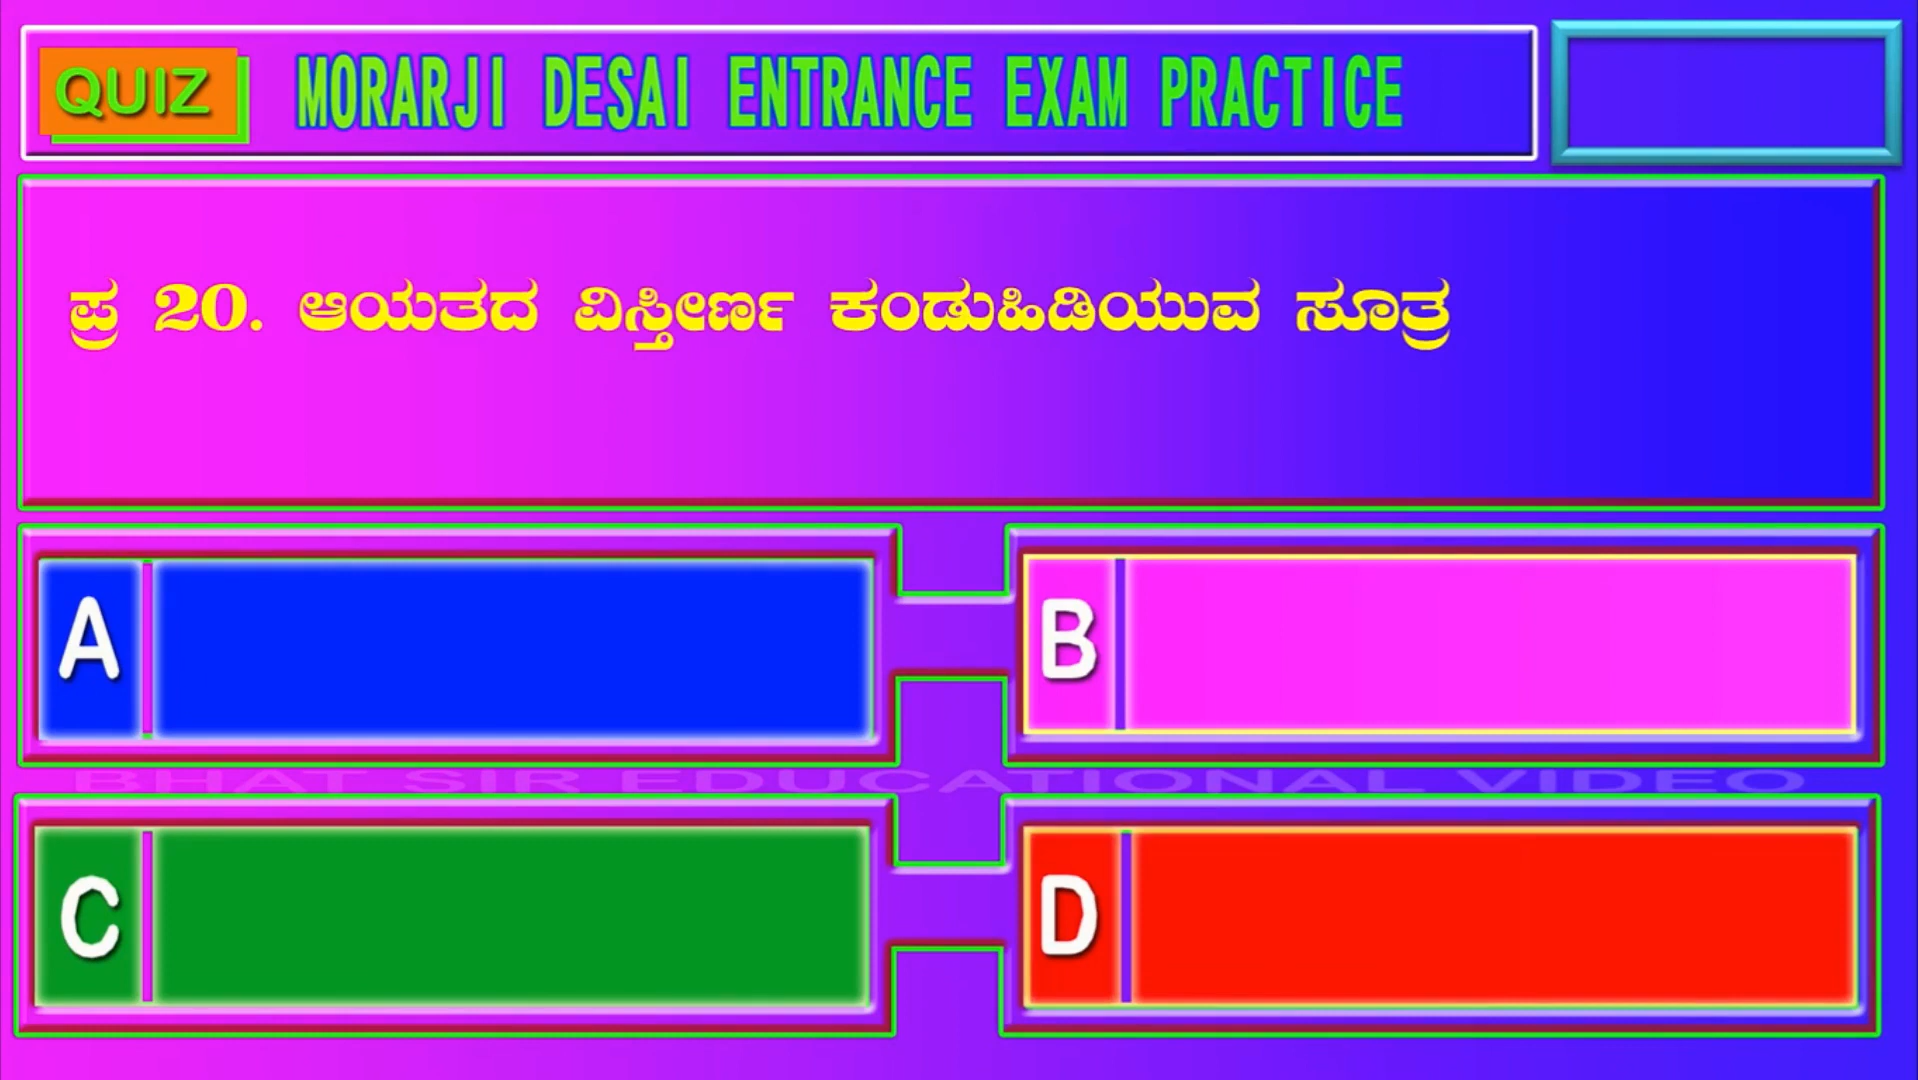 QUIZ MORARJI DESAI ENTRANCE EXAM PRACTICE
ಪ್ರ 20. ಆಯತದ ವಿಸ್ತೀರ್ಣ ಕಂಡುಹಿಡಿಯುವ ಸೂತ್ರ
A
B
BHAT SIR EDUCATIONAL VIDEO
C
D